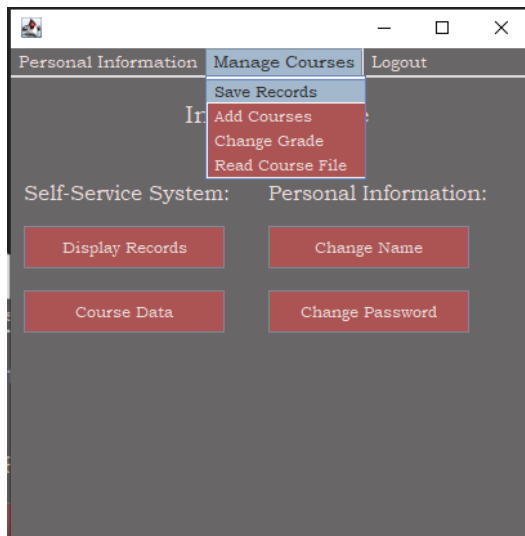 Personal Information Manage Courses Logout
Save Records
Add Courses
Change Grade
Read Course File
Self-Service System: Personal Information:
Display Records Change Name
Course Data Change Password